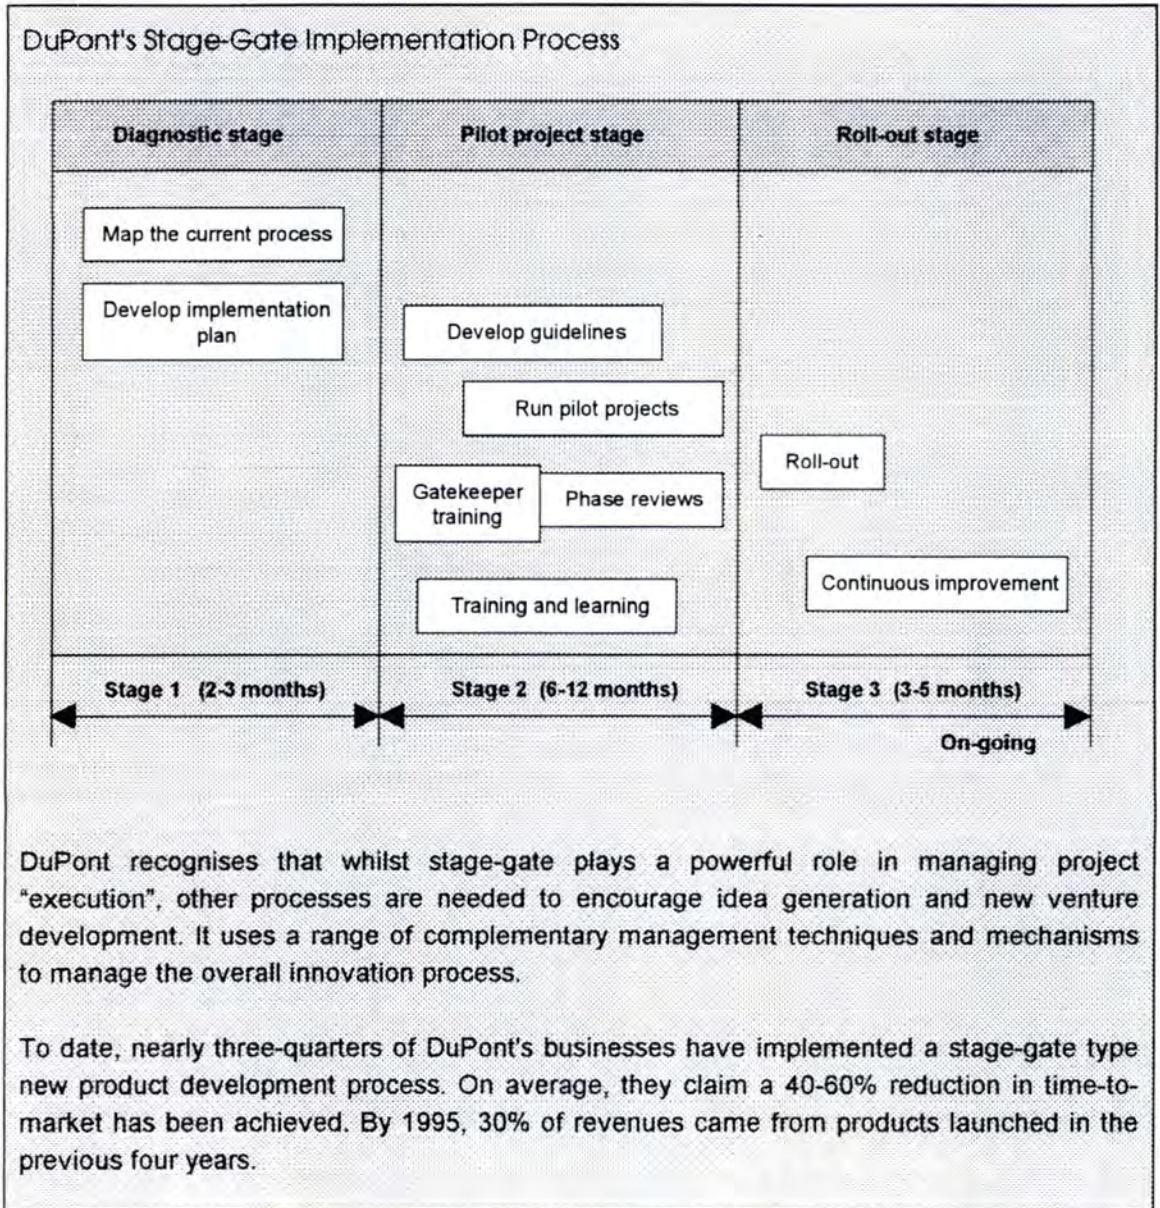 DuPont's Stage-Gate Implementation Process
Diagnostic stage
Pilot project stage
Roll-out stage
Map the current process
Develop implementation
plan
Develop guidelines
Run pilot projects
Gatekeeper
training
Phase reviews
Training and learning
Roll-out
Continuous improvement
Stage 1 (2-3 months)
Stage 2 (6-12 months)
Stage 3 (3-5 months)
On-going
DuPont recognises that whilst stage-gate plays a powerful role in managing project
"execution", other processes are needed to encourage idea generation and new venture
development. It uses a range of complementary management techniques and mechanisms
to manage the overall innovation process.
To date, nearly three-quarters of DuPont's businesses have implemented a stage-gate type
new product development process. On average, they claim a 40-60% reduction in time-to-
market has been achieved. By 1995, 30% of revenues came from products launched in the
previous four years.